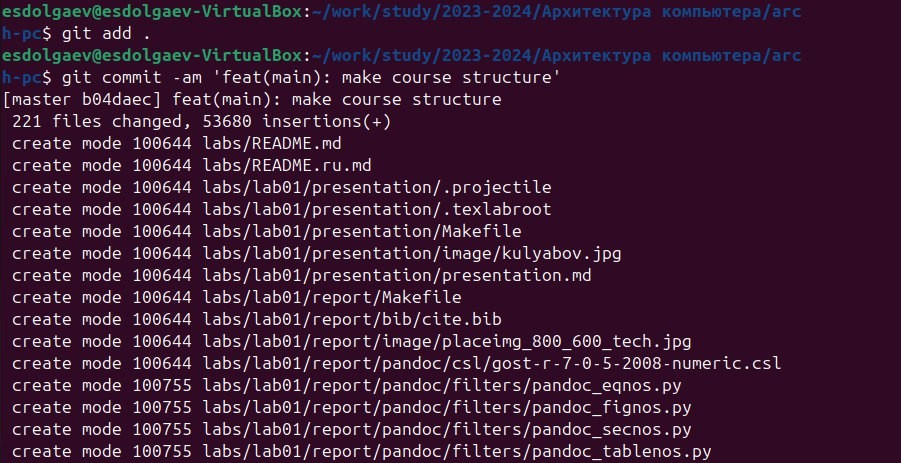 esdolgaev@esdolgaev-VirtualBox:~/work/study/2023-2024/Архитектура компьютера/arc
h-pc$ git add .
esdolgaev@esdolgaev-VirtualBox:~/work/study/2023-2024/Архитектура компьютера/arc
h-pc$ git commit -am 'feat(main): make course structure'
[master b04daec] feat(main): make course structure
 221 files changed, 53680 insertions(+)
 create mode 100644 labs/README.md
 create mode 100644 labs/README.ru.md
 create mode 100644 labs/lab01/presentation/.projectile
 create mode 100644 labs/lab01/presentation/.texlabroot
 create mode 100644 labs/lab01/presentation/Makefile
 create mode 100644 labs/lab01/presentation/image/kulyabov.jpg
 create mode 100644 labs/lab01/presentation/presentation.md
 create mode 100644 labs/lab01/report/Makefile
 create mode 100644 labs/lab01/report/bib/cite.bib
 create mode 100644 labs/lab01/report/image/placeimg_800_600_tech.jpg
 create mode 100644 labs/lab01/report/pandoc/csl/gost-r-7-0-5-2008-numeric.csl
 create mode 100755 labs/lab01/report/pandoc/filters/pandoc_eqnos.py
 create mode 100755 labs/lab01/report/pandoc/filters/pandoc_fignos.py
 create mode 100755 labs/lab01/report/pandoc/filters/pandoc_secnos.py
 create mode 100755 labs/lab01/report/pandoc/filters/pandoc_tablenos.py